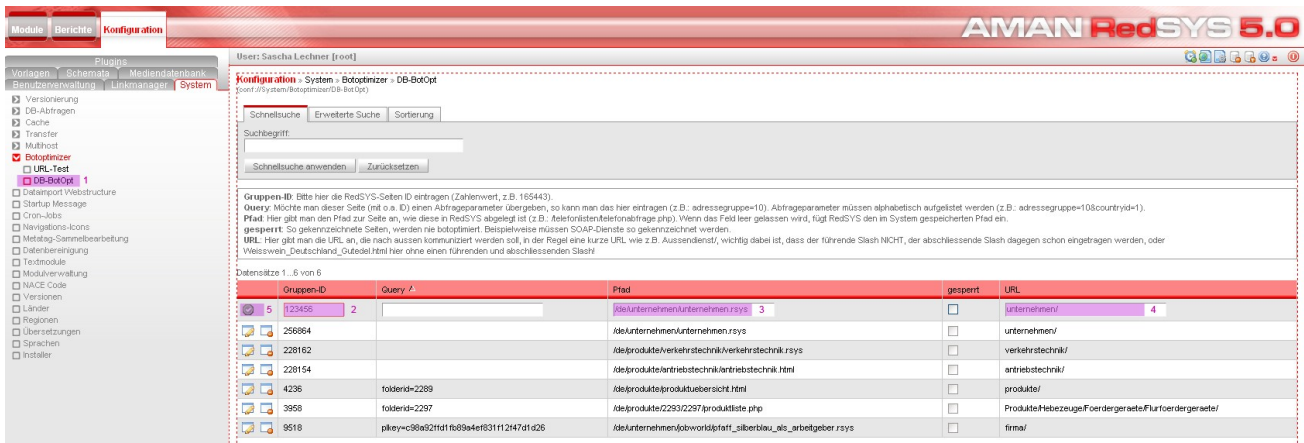 Module Berichte Konfiguration
AMAN RedSYS 5.0
Plugins
Vorlagen Schemata Mediendatenbank
Benutzerverwaltung Linkmanager System
Versionierung
DB-Abfragen
Cache
Transfer
Multihost
Botoptimizer
URL-Test
DB-BotOpt 1
Dataimport Webstructure
Startup Message
Cron-Jobs
Navigations-Icons
Metatag-Sammelbearbeitung
Datenbereinigung
Textmodule
Modulverwaltung
NACE Code
Versionen
Länder
Regionen
Übersetzungen
Sprachen
Installer
User: Sascha Lechner [root]
Konfiguration » System » Botoptimizer » DB-BotOpt
(conf://System/Botoptimizer/DB-BotOpt)
Schnellsuche Erweiterte Suche Sortierung
Suchbegriff:
Schnellsuche anwenden Zurücksetzen
Gruppen-ID: Bitte hier die RedSYS-Seiten ID eintragen (Zahlenwert, z.B. 165443).
Query: Möchte man dieser Seite (mit o.a. ID) einen Abfrageparameter übergeben, so kann man das hier eintragen (z.B.: adressegruppe=10). Abfrageparameter müssen alphabetisch aufgelistet werden (z.B.: adressegruppe=10&countryid=1).
Pfad: Hier gibt man den Pfad zur Seite an, wie diese in RedSYS abgelegt ist (z.B.: /telefonlisten/telefonabfrage.php). Wenn das Feld leer gelassen wird, fügt RedSYS den im System gespeicherten Pfad ein.
gesperrt: So gekennzeichnete Seiten, werden nie botoptimiert. Beispielweise müssen SOAP-Dienste so gekennzeichnet werden.
URL: Hier gibt man die URL an, die nach aussen kommuniziert werden soll, in der Regel eine kurze URL wie z.B. Aussendienst/, wichtig dabei ist, dass der führende Slash NICHT, der abschliessende Slash dagegen schon eingetragen werden, oder
Weisswein_Deutschland_Gutedel.html hier ohne einen führenden und abschliessenden Slash!
Datensätze 1...6 von 6
Gruppen-ID Query Pfad gesperrt URL
5 123456 2 /de/unternehmen/unternehmen.rsys 3 unternehmen/ 4
256864 /de/unternehmen/unternehmen.rsys unternehmen/
228162 /de/produkte/verkehrstechnik/verkehrstechnik.rsys verkehrstechnik/
228154 /de/produkte/antriebstechnik/antriebstechnik.html antriebstechnik/
4236 folderid=2289 /de/produkte/produktuebersicht.html produkte/
3958 folderid=2297 /de/produkte/2293/2297/produktliste.php Produkte/Hebezeuge/Foerdergeraete/Flurfoerdergeraete/
9518 plkey=c98a92ffd1fb89a4ef831f12f47d1d26 /de/unternehmen/jobworld/pfaff_silberblau_als_arbeitgeber.rsys firma/